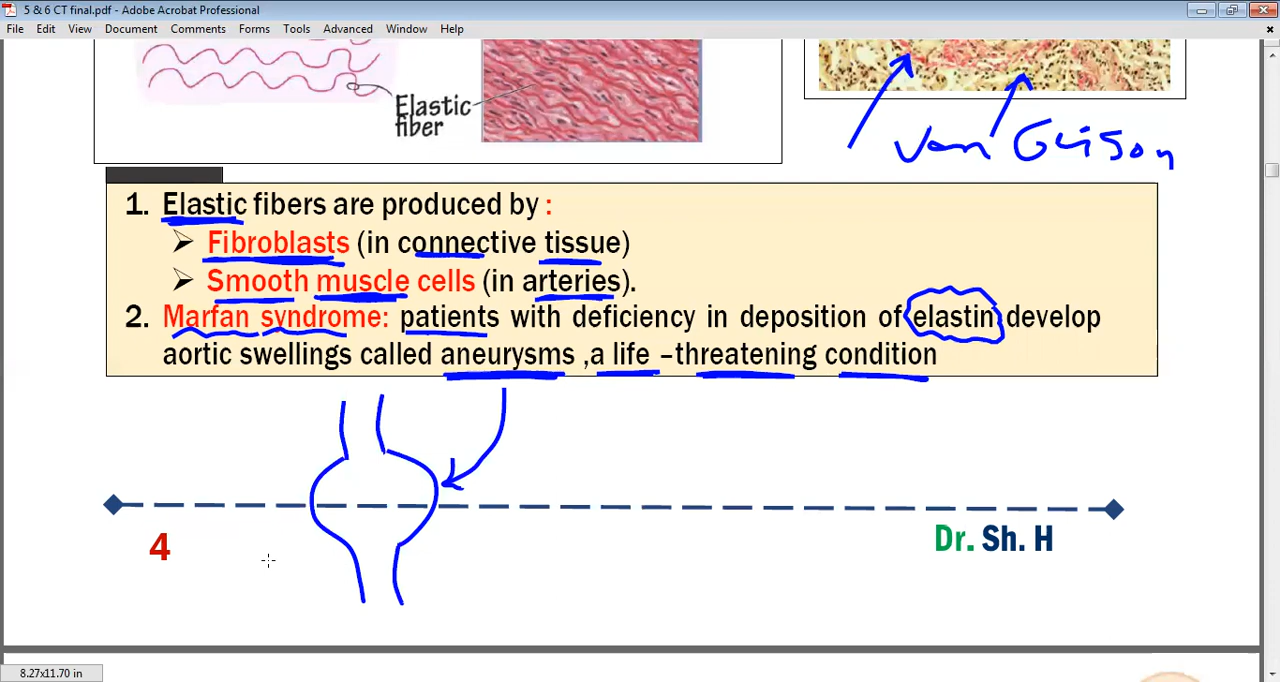 5 & 6 CT final.pdf - Adobe Acrobat Professional
File Edit View Document Comments Forms Tools Advanced Window Help
Elastic
fiber
Van Geison
1. Elastic fibers are produced by :
➢ Fibroblasts (in connective tissue)
➢ Smooth muscle cells (in arteries).
2. Marfan syndrome: patients with deficiency in deposition of elastin develop
aortic swellings called aneurysms ,a life –threatening condition
4
Dr. Sh. H
8.27x11.70 in